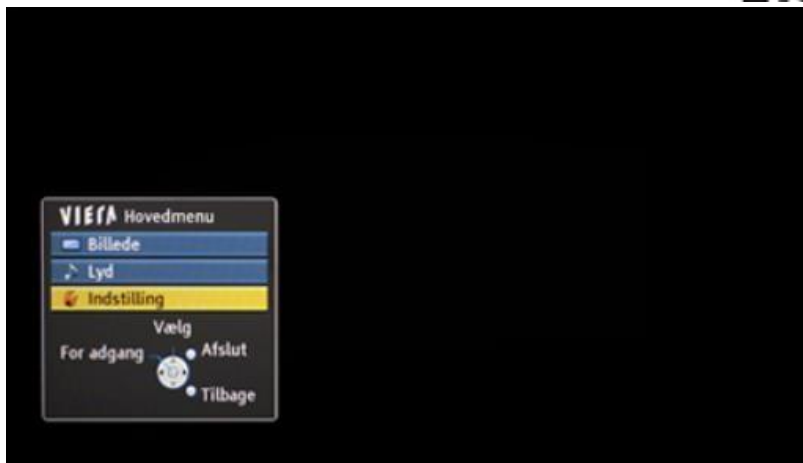 VIERA Hovedmenu
Billede
Lyd
Indstilling
Vælg
For adgang
Afslut
Tilbage